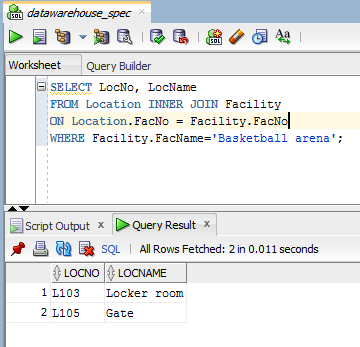 datawarehouse_spec ×
SQL Aa
Worksheet Query Builder
SELECT LocNo, LocName
FROM Location INNER JOIN Facility
ON Location.FacNo = Facility.FacNo
WHERE Facility.FacName='Basketball arena';
Script Output × Query Result ×
SQL | All Rows Fetched: 2 in 0.011 seconds
LOCNO LOCNAME
1 L103 Locker room
2 L105 Gate